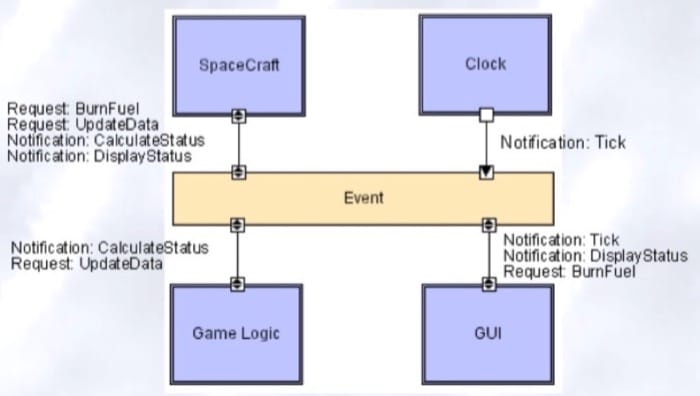 SpaceCraft
Clock
Request: BurnFuel
Request: UpdateData
Notification: CalculateStatus
Notification: DisplayStatus
Notification: Tick
Event
Notification: CalculateStatus
Request: UpdateData
Notification: Tick
Notification: DisplayStatus
Request: BurnFuel
Game Logic
GUI